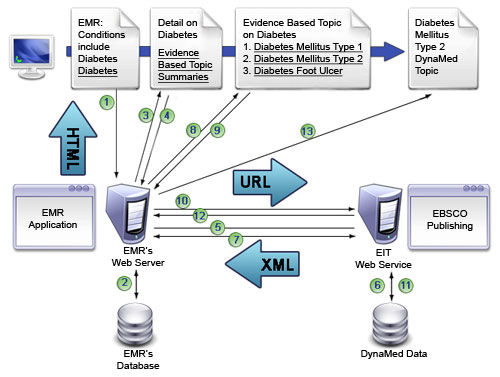 EMR:
Conditions
include
Diabetes
Diabetes
Detail on
Diabetes
Evidence
Based Topic
Summaries
Evidence Based Topic
on Diabetes
1. Diabetes Mellitus Type 1
2. Diabetes Mellitus Type 2
3. Diabetes Foot Ulcer
Diabetes
Mellitus
Type 2
DynaMed
Topic
1
3
4
8
9
13
HTML
URL
EMR
Application
10
12
5
7
EBSCO
Publishing
EMR's
Web Server
XML
EIT
Web Service
2
6
11
EMR's
Database
DynaMed Data